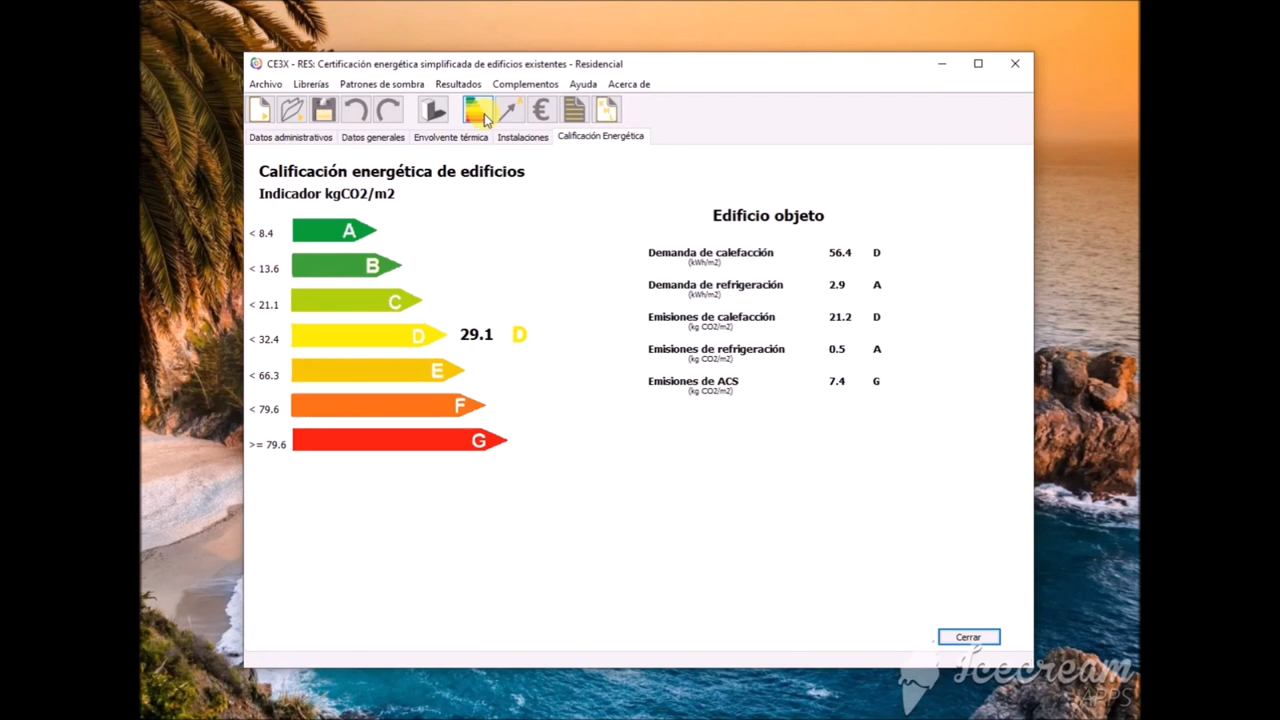 CE3X - RES: Certificación energética simplificada de edificios existentes - Residencial
Archivo Librerías Patrones de sombra Resultados Complementos Ayuda Acerca de
Datos administrativos Datos generales Envolvente térmica Instalaciones Calificación Energética
Calificación energética de edificios
Indicador kgCO2/m2
Edificio objeto
< 8.4 A
< 13.6 B
< 21.1 C
< 32.4 D 29.1 D
< 66.3 E
< 79.6 F
>= 79.6 G
Demanda de calefacción 56.4 D
(kWh/m2)
Demanda de refrigeración 2.9 A
(kWh/m2)
Emisiones de calefacción 21.2 D
(kg CO2/m2)
Emisiones de refrigeración 0.5 A
(kg CO2/m2)
Emisiones de ACS 7.4 G
(kg CO2/m2)
Cerrar
Icecream
APPS